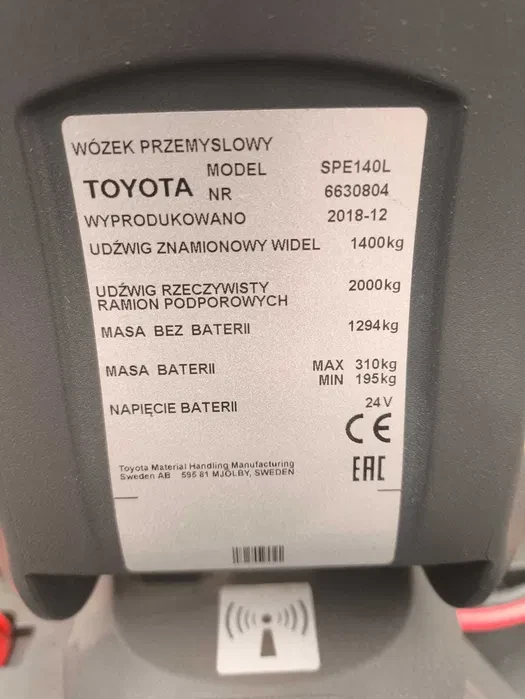 WÓZEK PRZEMYSLOWY
TOYOTA MODEL SPE140L
NR 6630804
WYPRODUKOWANO 2018-12
UDŹWIG ZNAMIONOWY WIDEL 1400kg
UDŹWIG RZECZYWISTY 2000kg
RAMION PODPOROWYCH
MASA BEZ BATERII 1294kg
MASA BATERII MAX 310kg
MIN 195kg
NAPIĘCIE BATERII 24V
CE
Toyota Material Handling Manufacturing
Sweden AB 595 81 MJÖLBY, SWEDEN
EAC